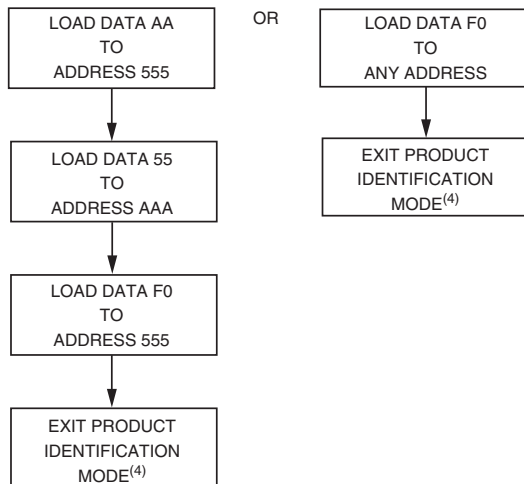 LOAD DATA AA
TO
ADDRESS 555
LOAD DATA 55
TO
ADDRESS AAA
LOAD DATA F0
TO
ADDRESS 555
EXIT PRODUCT
IDENTIFICATION
MODE(4)
OR
LOAD DATA F0
TO
ANY ADDRESS
EXIT PRODUCT
IDENTIFICATION
MODE(4)